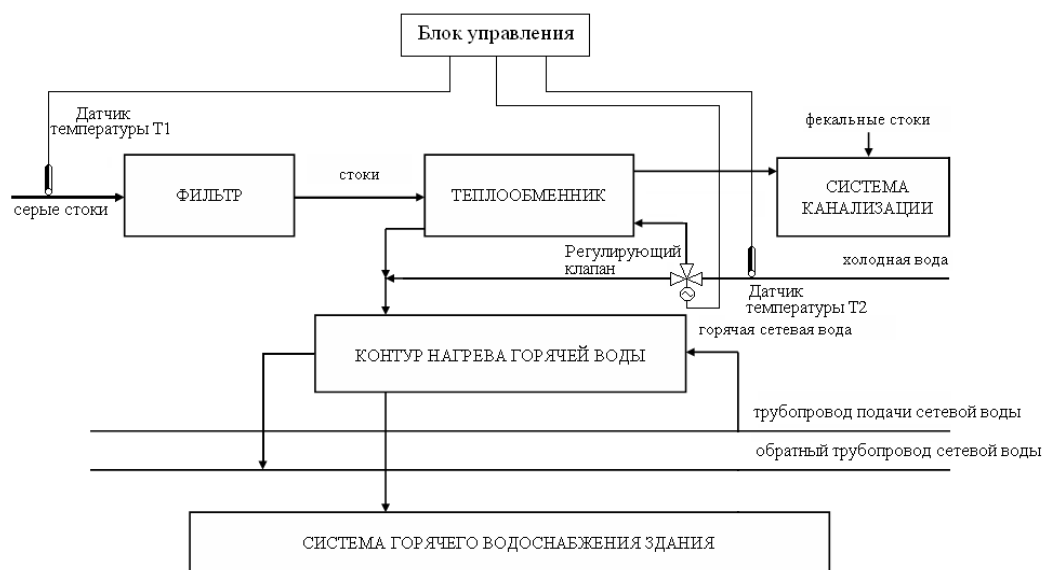 Блок управления
Датчик
температуры Т1
фекальные стоки
серые стоки
ФИЛЬТР
стоки
ТЕПЛООБМЕННИК
СИСТЕМА
КАНАЛИЗАЦИИ
Регулирующий
клапан
холодная вода
Датчик
температуры Т2
горячая сетевая вода
КОНТУР НАГРЕВА ГОРЯЧЕЙ ВОДЫ
трубопровод подачи сетевой воды
обратный трубопровод сетевой воды
СИСТЕМА ГОРЯЧЕГО ВОДОСНАБЖЕНИЯ ЗДАНИЯ